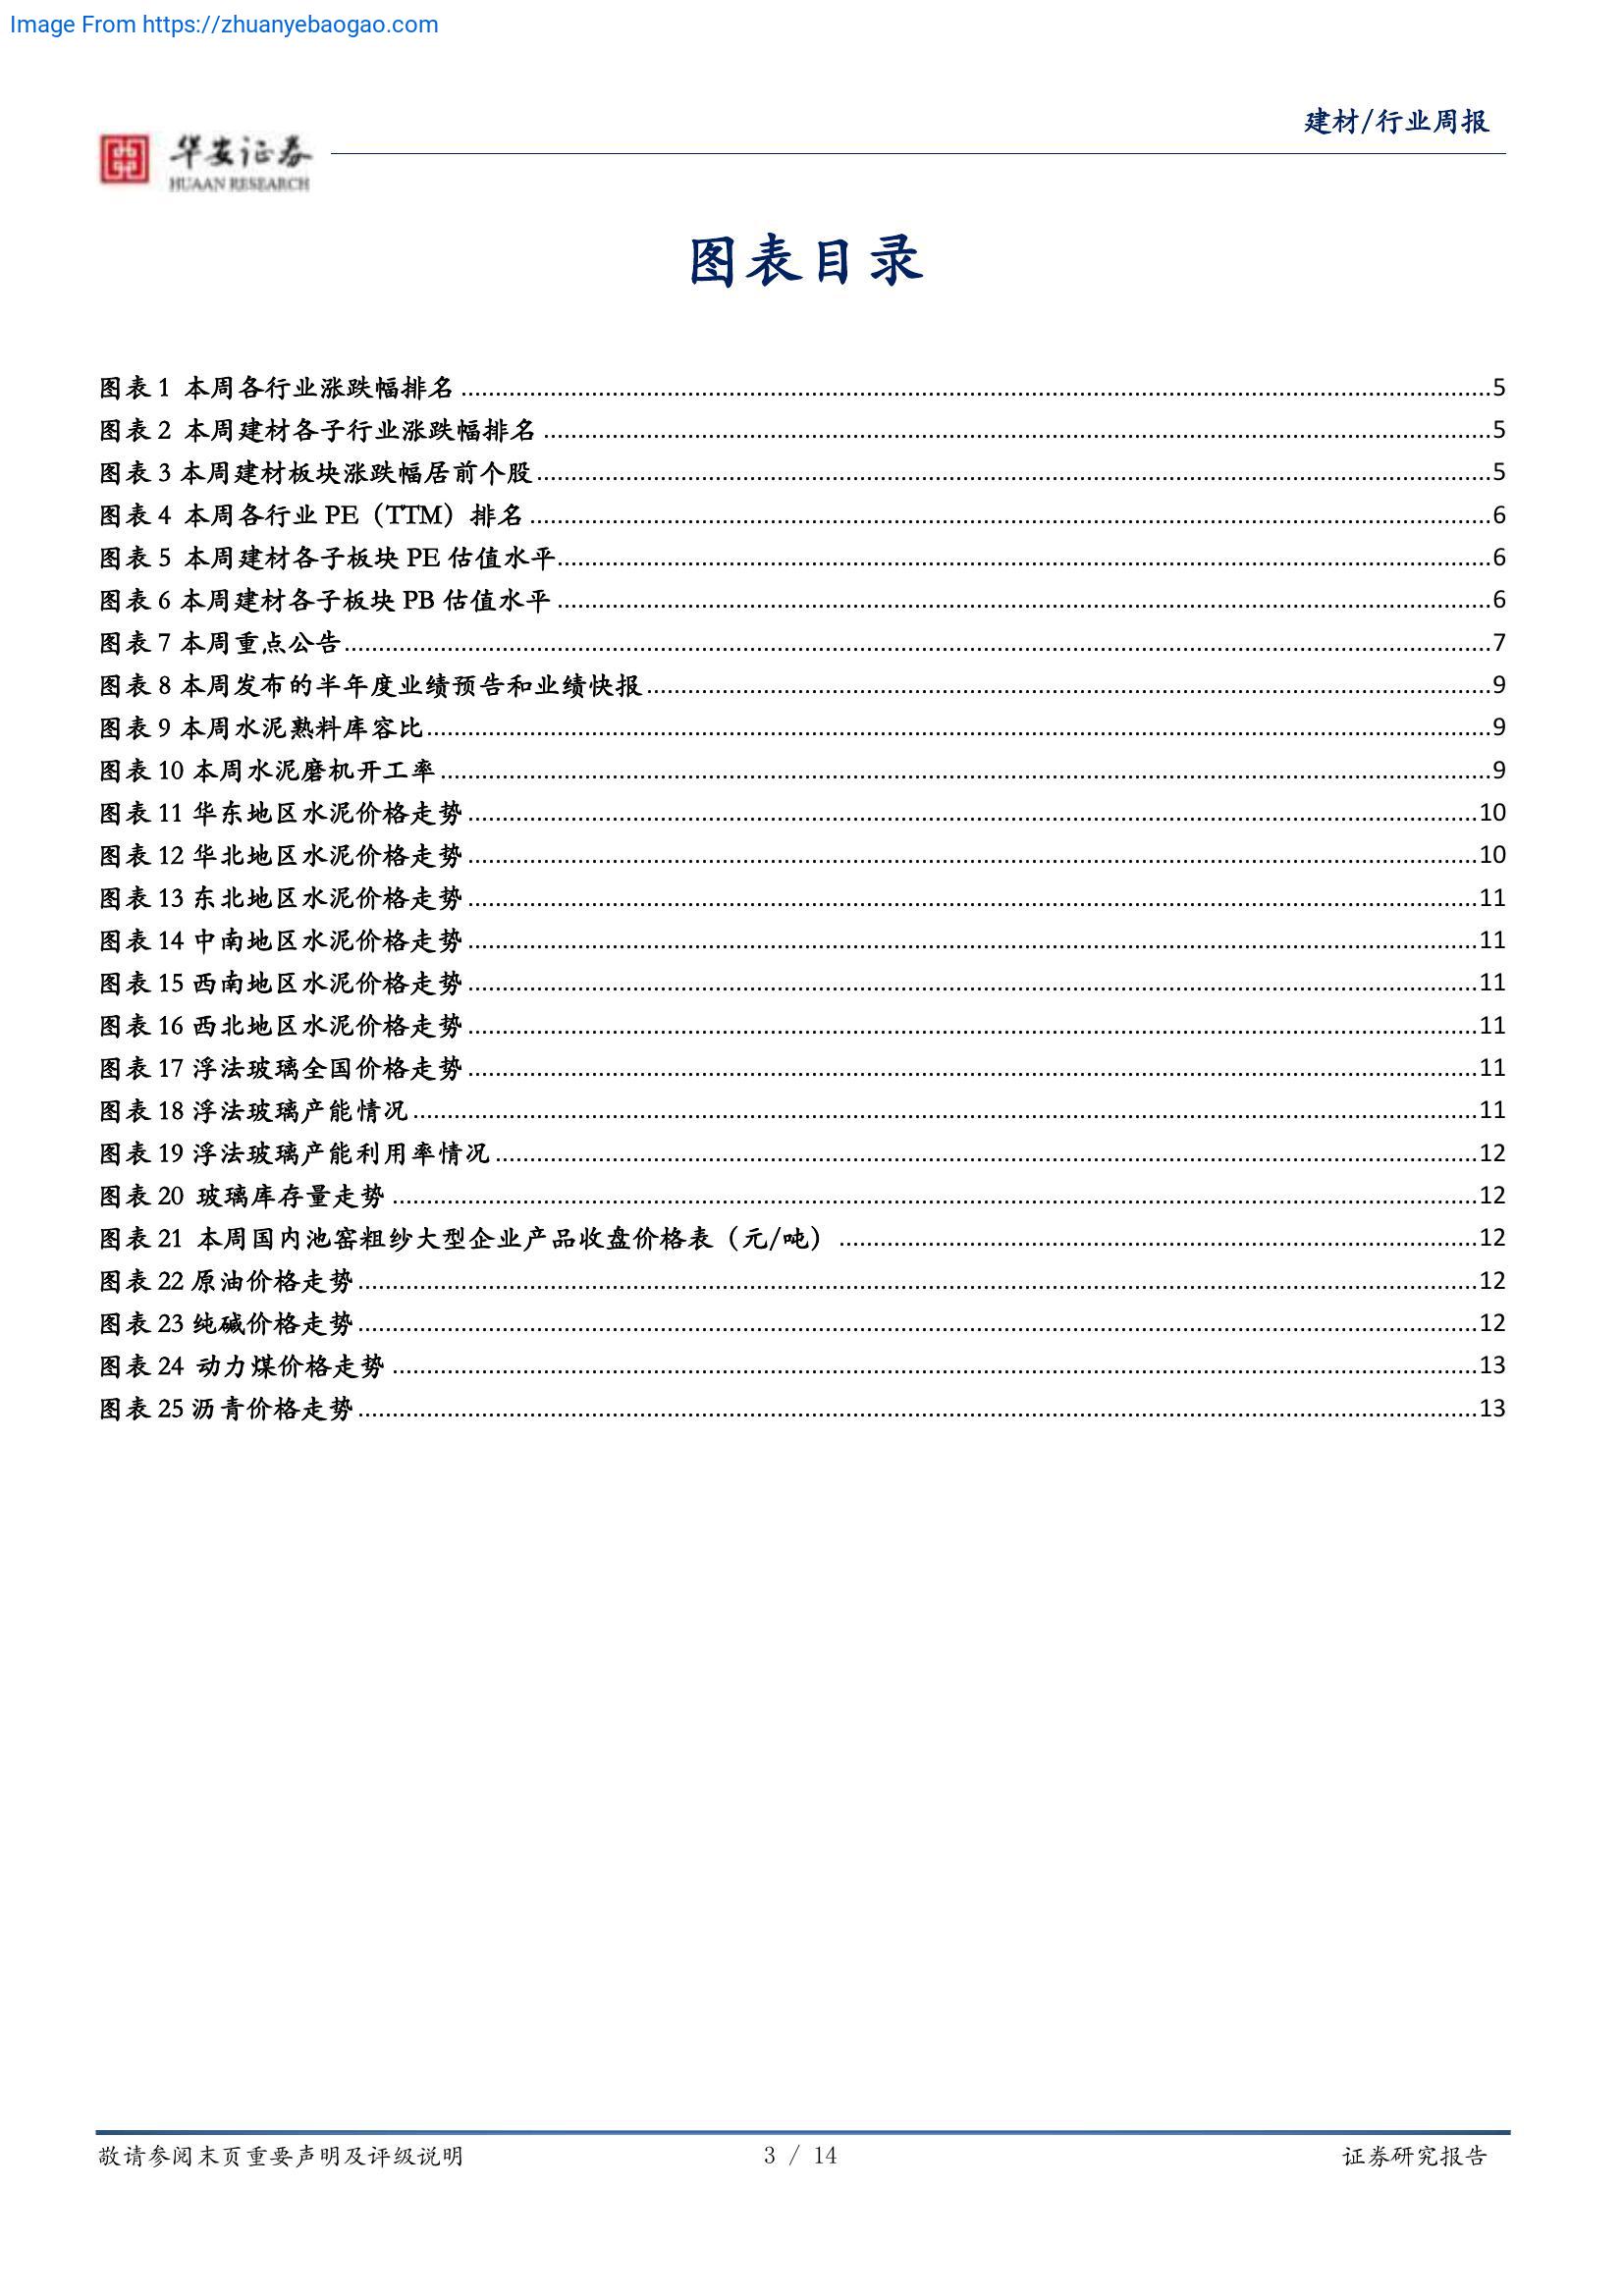 Image From https://zhuanyebaogao.com
建材/行业周报
华安证券
HUAAN RESEARCH
图表目录
图表 1 本周各行业涨跌幅排名 5
图表 2 本周建材各子行业涨跌幅排名 5
图表 3 本周建材板块涨跌幅居前个股 5
图表 4 本周各行业 PE（TTM）排名 6
图表 5 本周建材各子板块 PE 估值水平 6
图表 6 本周建材各子板块 PB 估值水平 6
图表 7 本周重点公告 7
图表 8 本周发布的半年度业绩预告和业绩快报 9
图表 9 本周水泥熟料库容比 9
图表 10 本周水泥磨机开工率 9
图表 11 华东地区水泥价格走势 10
图表 12 华北地区水泥价格走势 10
图表 13 东北地区水泥价格走势 11
图表 14 中南地区水泥价格走势 11
图表 15 西南地区水泥价格走势 11
图表 16 西北地区水泥价格走势 11
图表 17 浮法玻璃全国价格走势 11
图表 18 浮法玻璃产能情况 11
图表 19 浮法玻璃产能利用率情况 12
图表 20 玻璃库存量走势 12
图表 21 本周国内池窑粗纱大型企业产品收盘价格表（元/吨） 12
图表 22 原油价格走势 12
图表 23 纯碱价格走势 12
图表 24 动力煤价格走势 13
图表 25 沥青价格走势 13
敬请参阅末页重要声明及评级说明 3 / 14 证券研究报告